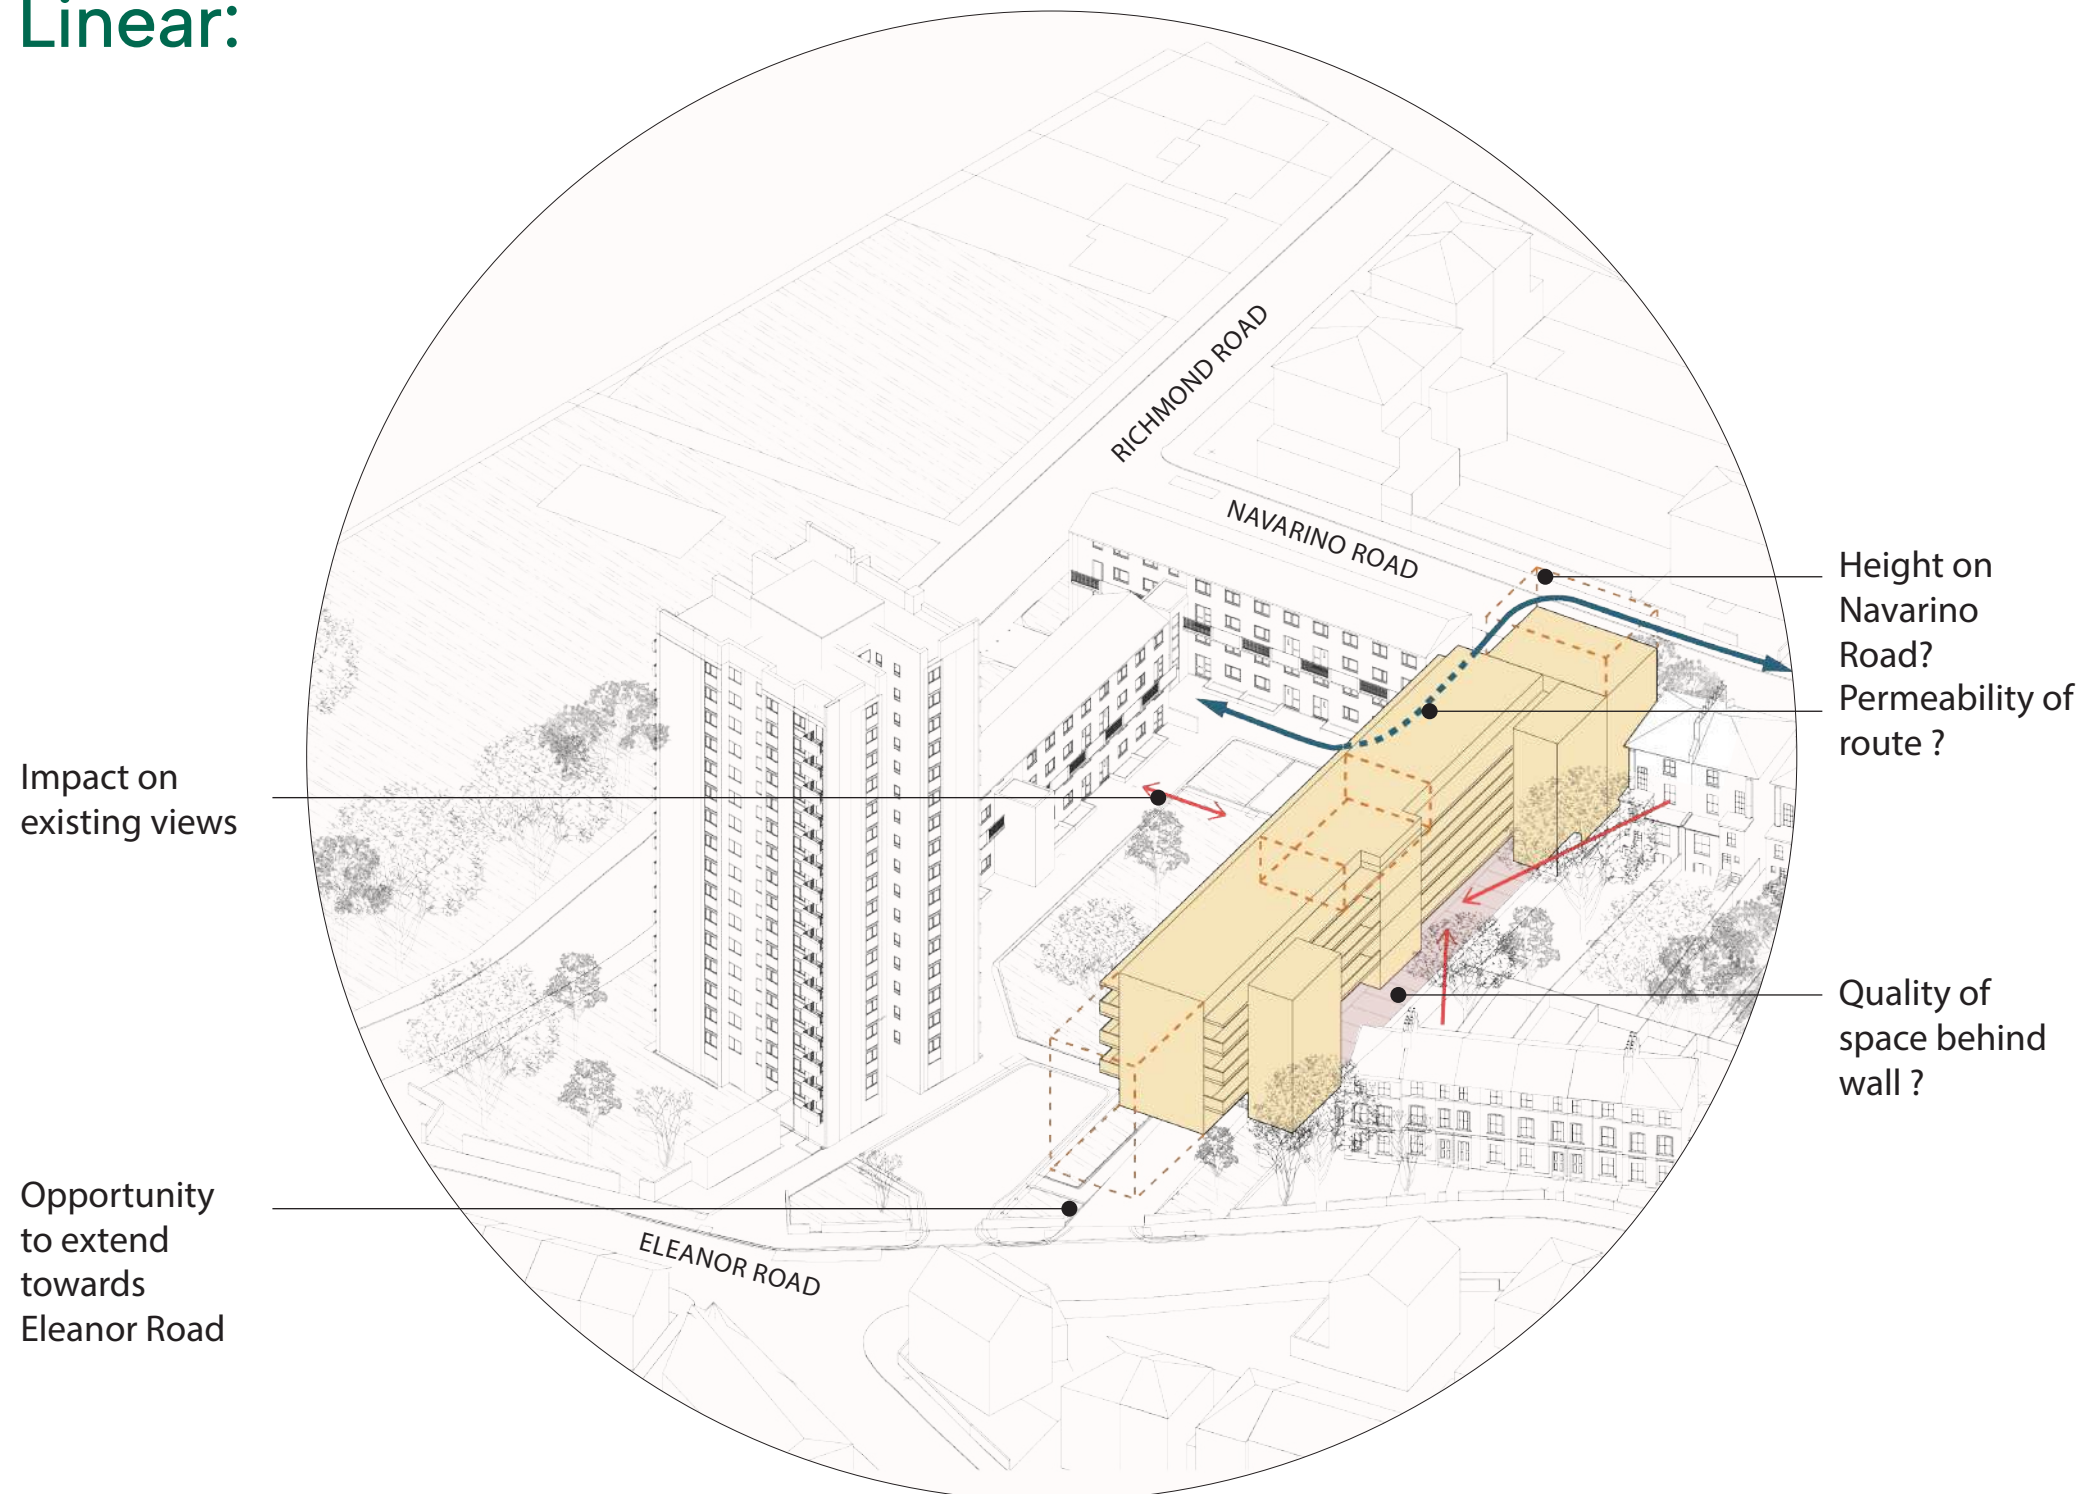 Linear:
RICHMOND ROAD
NAVARINO ROAD
Height on
Navarino
Road?
Permeability of
route ?
Impact on
existing views
Quality of
space behind
wall ?
Opportunity
to extend
towards
Eleanor Road
ELEANOR ROAD